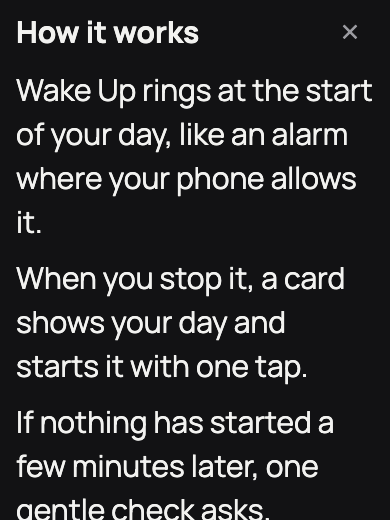 How it works
Wake Up rings at the start
of your day, like an alarm
where your phone allows
it.
When you stop it, a card
shows your day and
starts it with one tap.
If nothing has started a
few minutes later, one
gentle check asks.